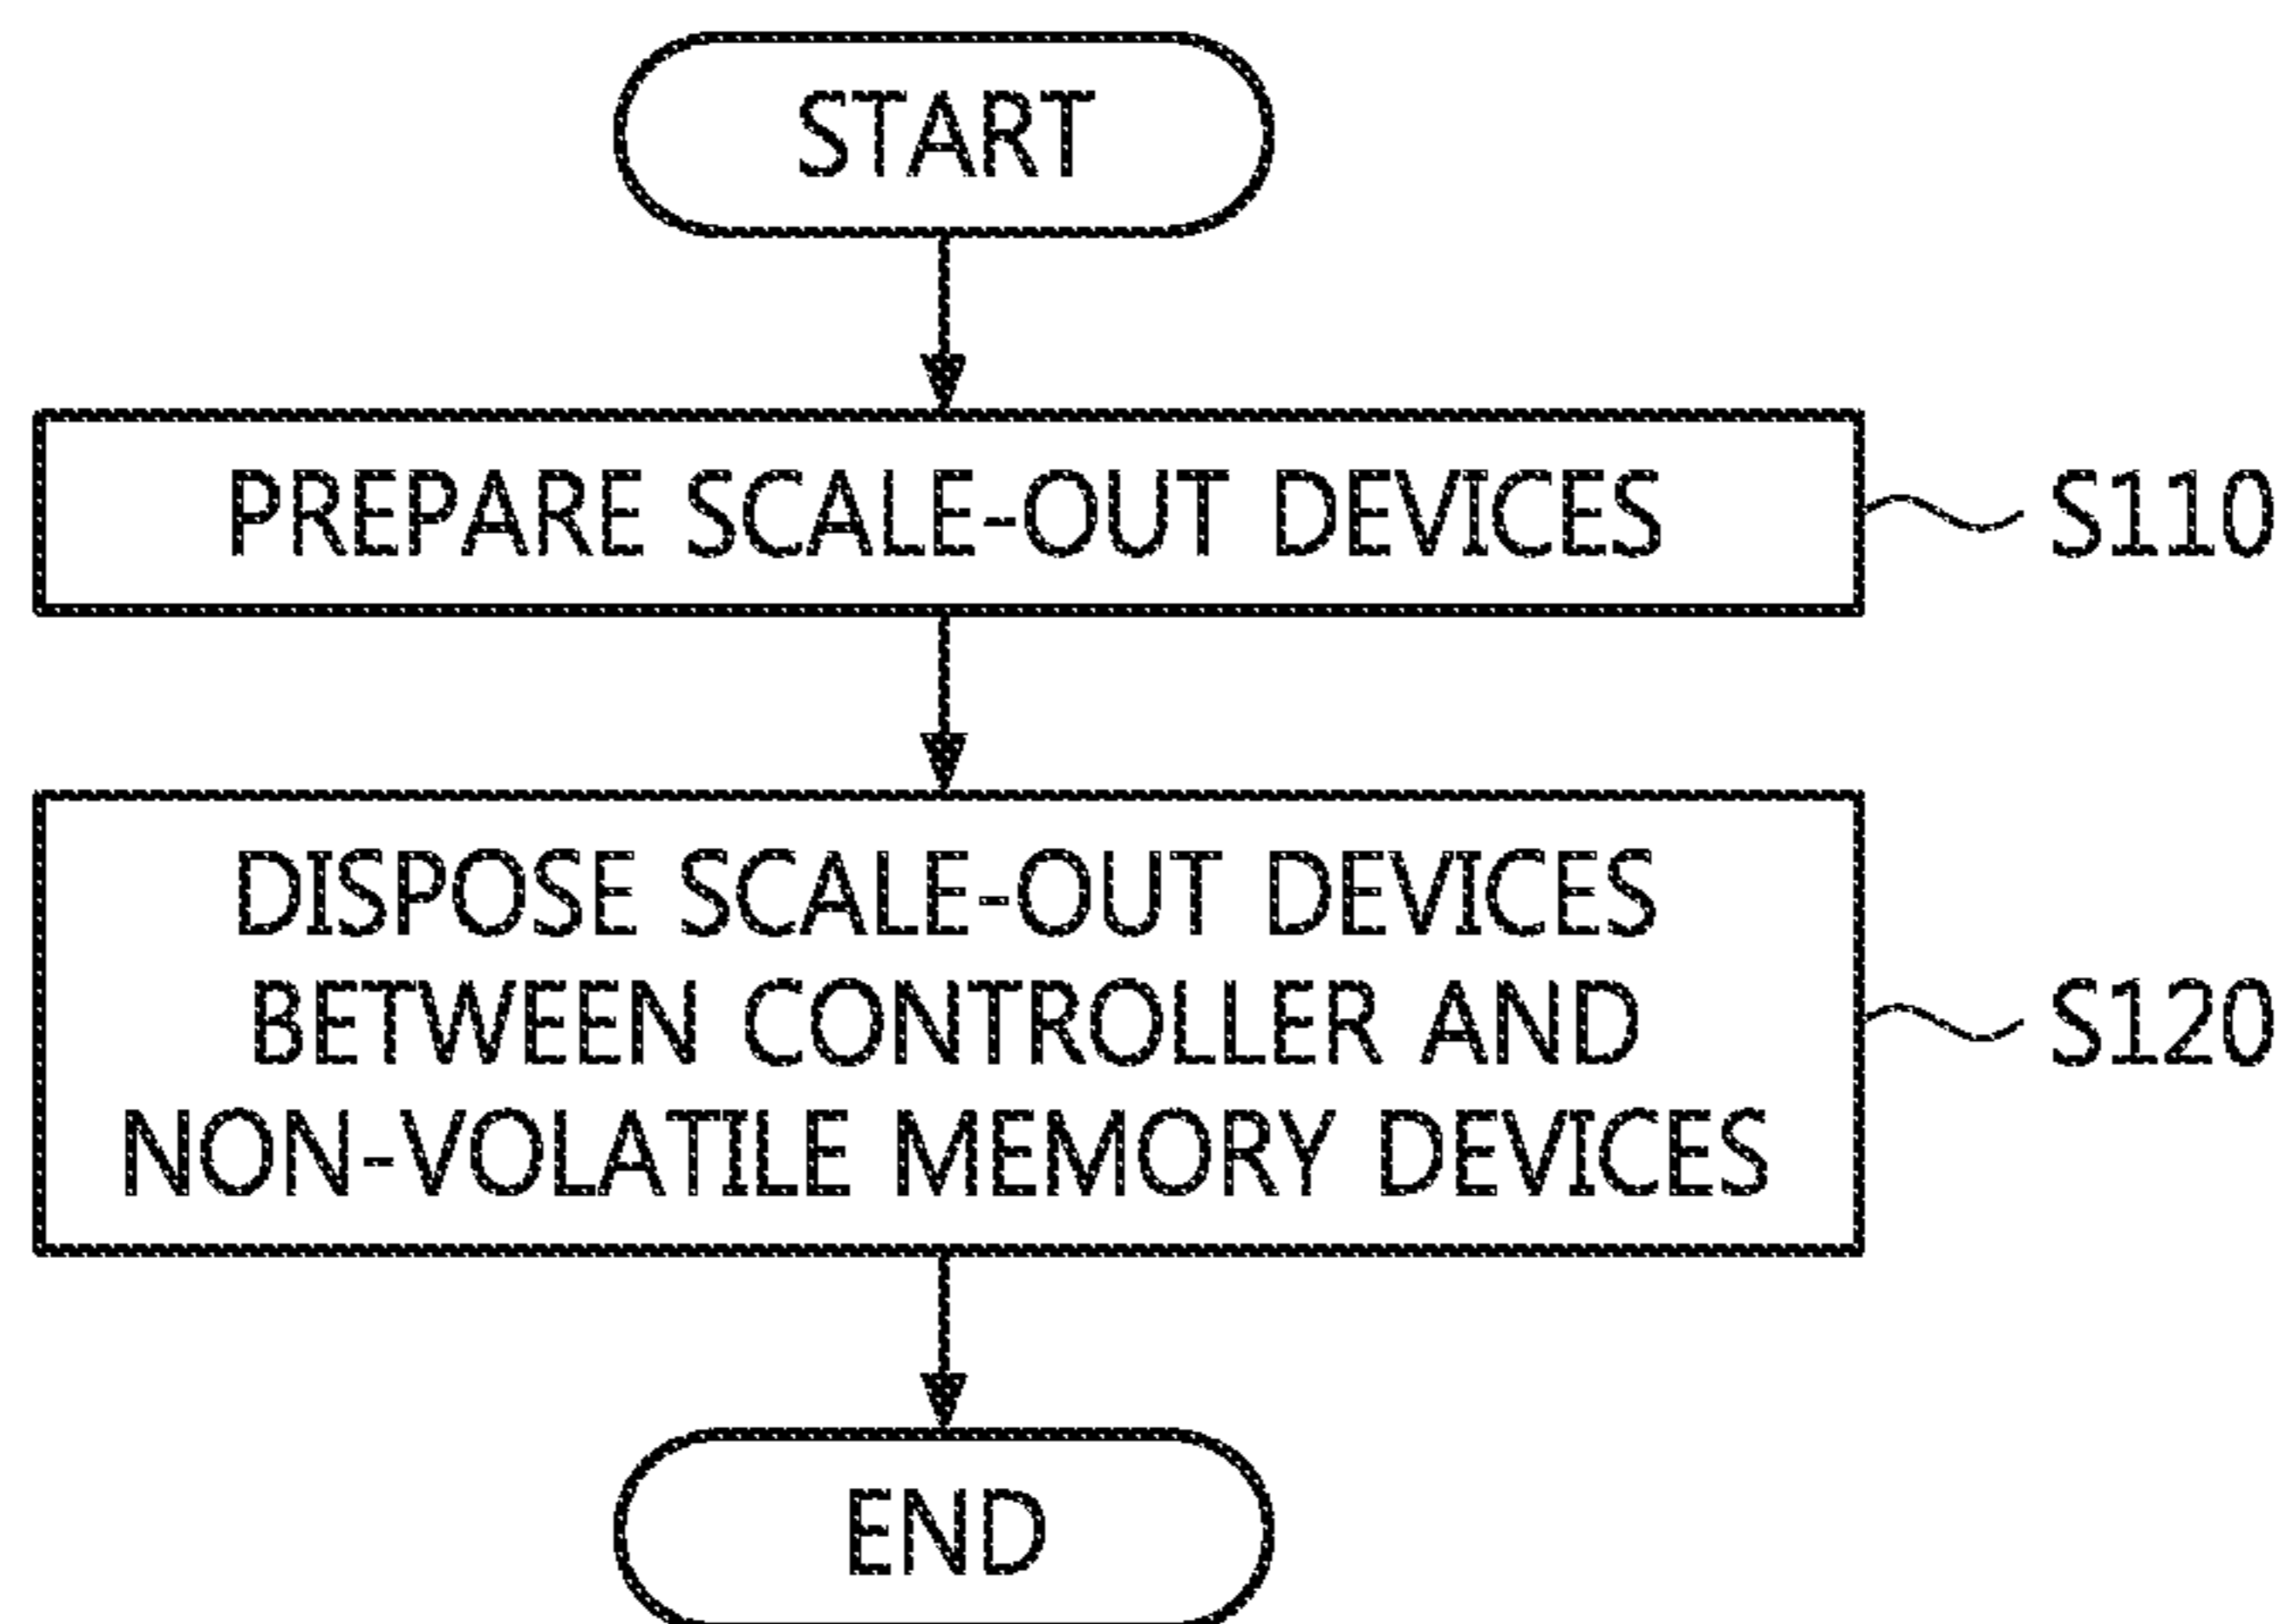 START
PREPARE SCALE-OUT DEVICES
S110
DISPOSE SCALE-OUT DEVICES
BETWEEN CONTROLLER AND
S120
NON-VOLATILE MEMORY DEVICES
END